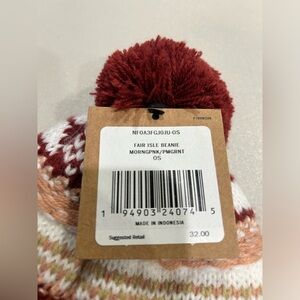 NF0A3FGJ0JU-OS
FAIR ISLE BEANIE
MORNGPNK/PMGRNT
OS
1 94903 24074 5
MADE IN INDONESIA
Suggested Retail 32.00